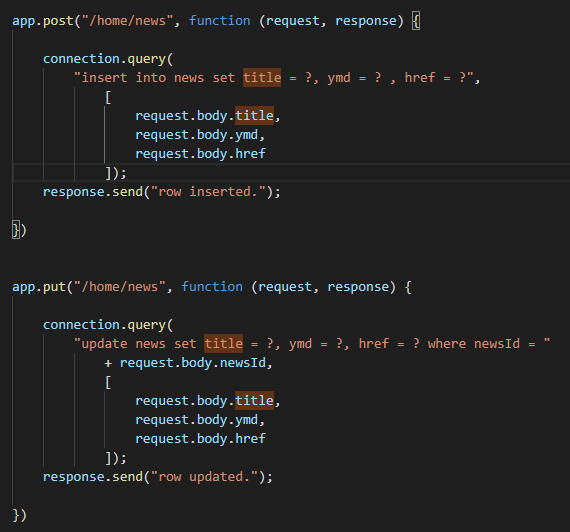 app.post("/home/news", function (request, response) {
connection.query(
"insert into news set title = ?, ymd = ? , href = ?",
[
request.body.title,
request.body.ymd,
request.body.href
]);
response.send("row inserted.");
})
app.put("/home/news", function (request, response) {
connection.query(
"update news set title = ?, ymd = ?, href = ? where newsId = "
+ request.body.newsId,
[
request.body.title,
request.body.ymd,
request.body.href
]);
response.send("row updated.");
})